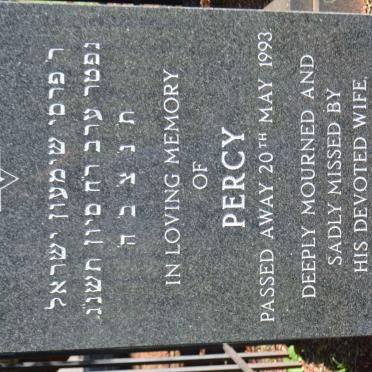 ר פרמי שימעון ישראל
נפטר ערב ר״ח סיון תשנ״ג
ת נ צ ב ה
IN LOVING MEMORY
OF
PERCY
PASSED AWAY 20TH MAY 1993
DEEPLY MOURNED AND
SADLY MISSED BY
HIS DEVOTED WIFE,